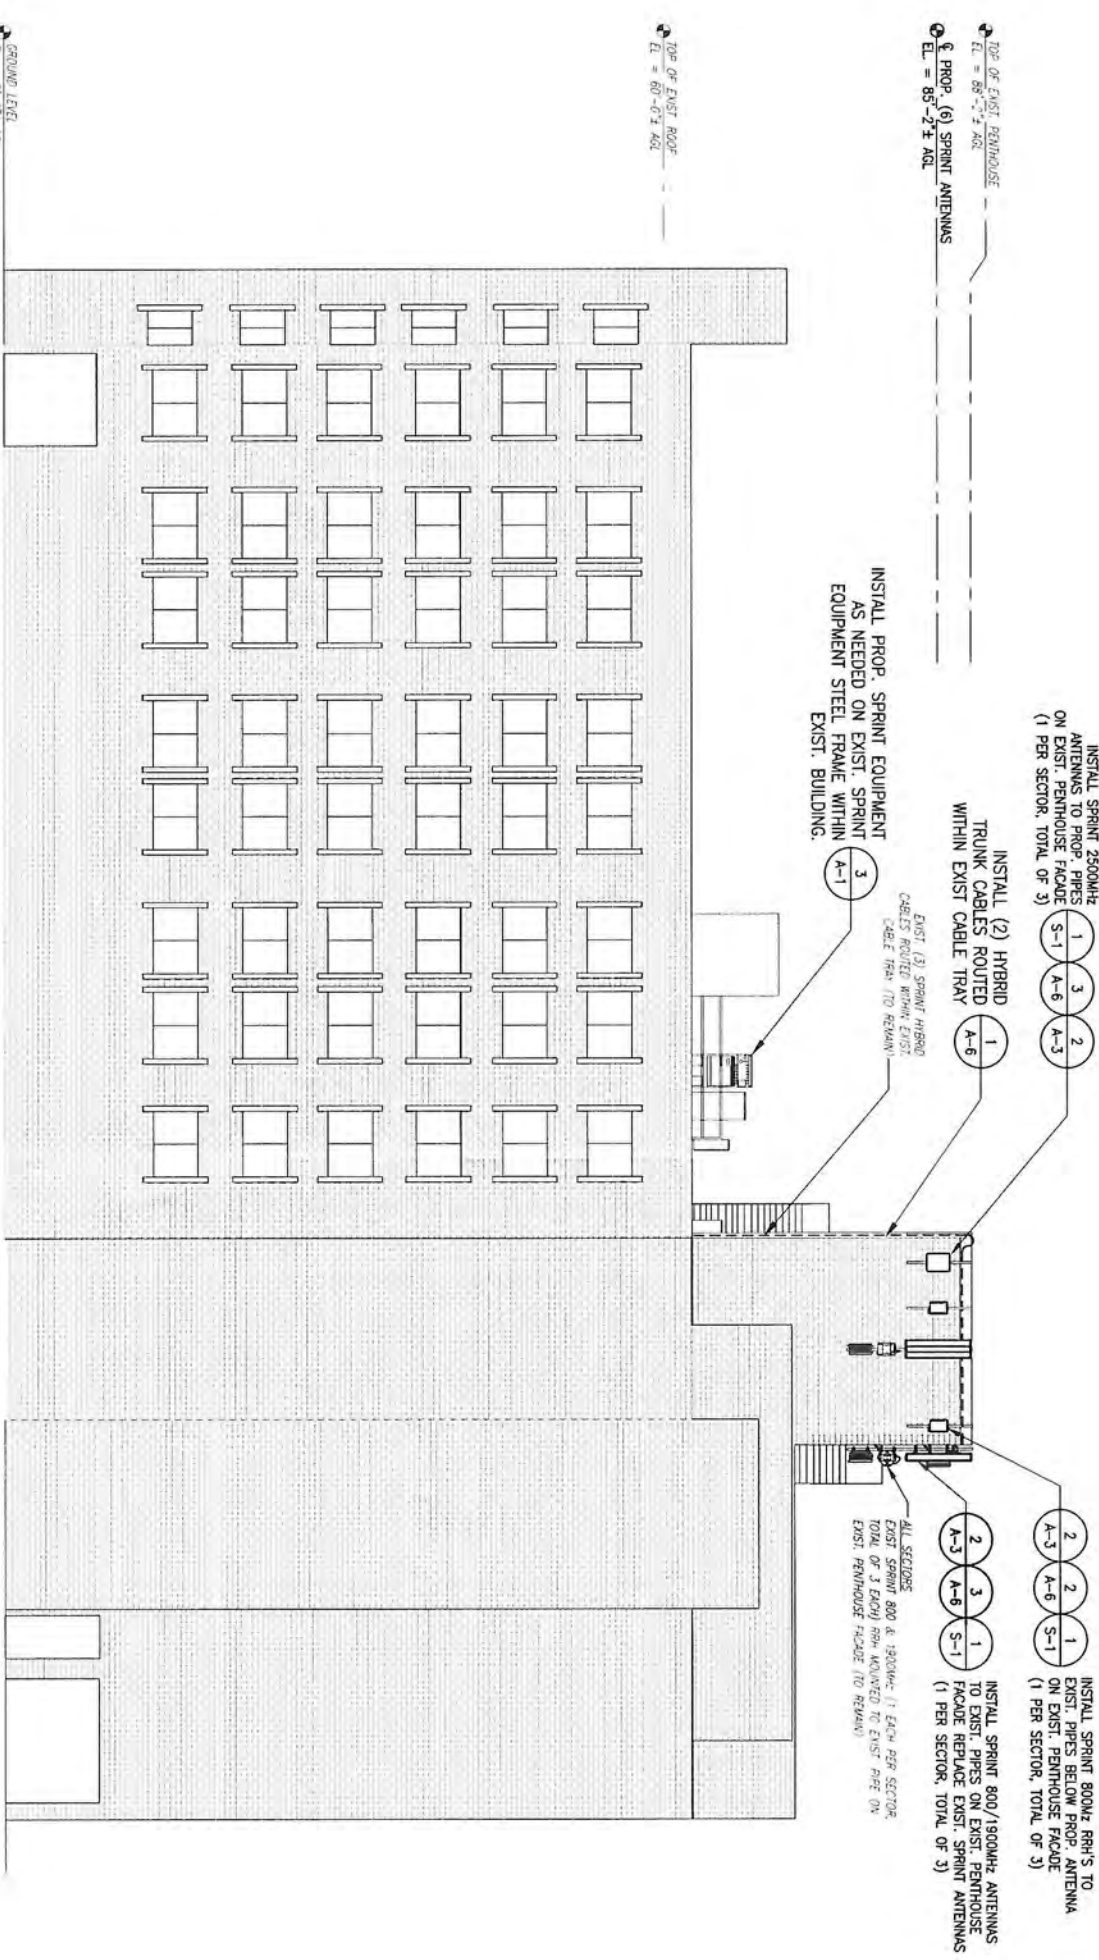 TOP OF EXIST. PENTHOUSE
EL = 88'-2"± AGL
℄ PROP. (6) SPRINT ANTENNAS
EL. = 85'-2"± AGL
TOP OF EXIST ROOF
EL = 60'-0"± AGL
GROUND LEVEL
INSTALL SPRINT 2500MHz
ANTENNAS TO PROP. PIPES
ON EXIST. PENTHOUSE FACADE
(1 PER SECTOR, TOTAL OF 3)
1
S-1
3
A-6
2
A-3
INSTALL (2) HYBRID
TRUNK CABLES ROUTED
WITHIN EXIST CABLE TRAY
1
A-6
EXIST. (3) SPRINT HYBRID
CABLES ROUTED WITHIN EXIST.
CABLE TRAY (TO REMAIN)
INSTALL PROP. SPRINT EQUIPMENT
AS NEEDED ON EXIST. SPRINT
EQUIPMENT STEEL FRAME WITHIN
EXIST. BUILDING.
3
A-1
2
A-3
2
A-6
1
S-1
INSTALL SPRINT 800Mz RRH'S TO
EXIST. PIPES BELOW PROP. ANTENNA
ON EXIST. PENTHOUSE FACADE
(1 PER SECTOR, TOTAL OF 3)
2
A-3
3
A-6
1
S-1
INSTALL SPRINT 800/1900MHz ANTENNAS
TO EXIST. PIPES ON EXIST. PENTHOUSE
FACADE REPLACE EXIST. SPRINT ANTENNAS
(1 PER SECTOR, TOTAL OF 3)
ALL SECTORS
EXIST. SPRINT 800 & 1900MHz (1 EACH PER SECTOR,
TOTAL OF 3 EACH) RRH MOUNTED TO EXIST PIPE ON
EXIST. PENTHOUSE FACADE (TO REMAIN)